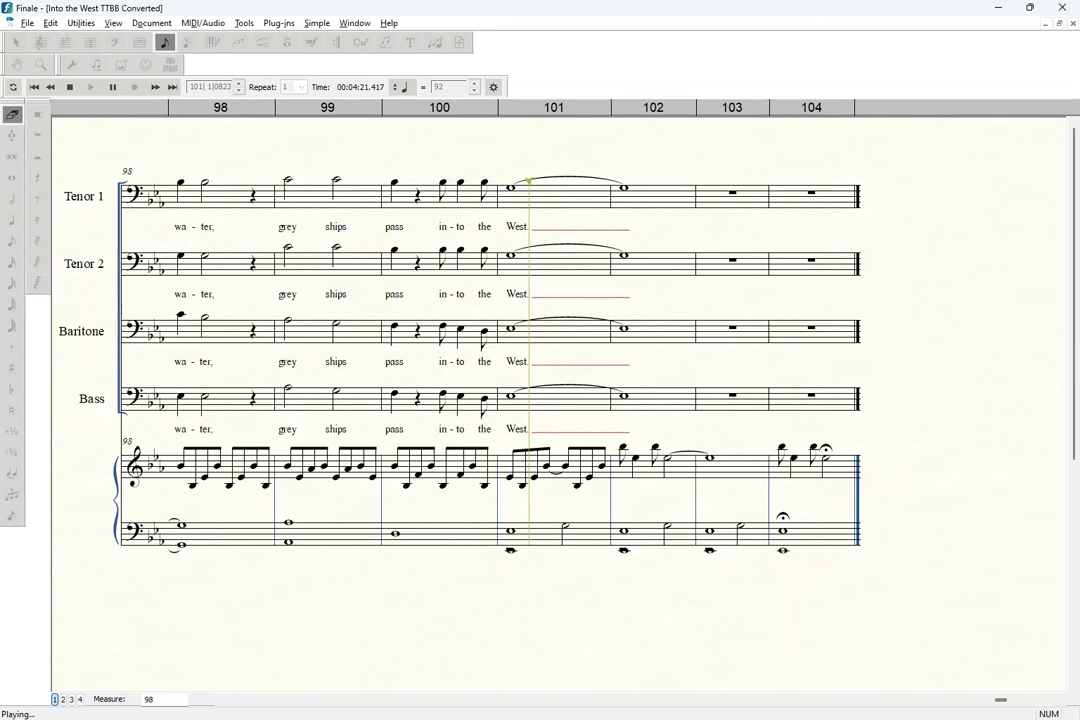 Finale - [Into the West TTBB Converted]
File Edit Utilities View Document MIDI/Audio Tools Plug-ins Simple Window Help
101| 1|0823 Repeat: 1 Time: 00:04:21.417 = 92
98 99 100 101 102 103 104
98
Tenor 1
wa - ter, grey ships pass in - to the West.
Tenor 2
wa - ter, grey ships pass in - to the West.
Baritone
wa - ter, grey ships pass in - to the West.
Bass
wa - ter, grey ships pass in - to the West.
98
1 2 3 4 Measure: 98
Playing... NUM